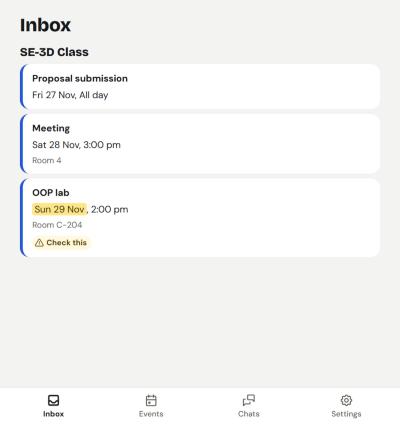 Inbox
SE-3D Class
Proposal submission
Fri 27 Nov, All day
Meeting
Sat 28 Nov, 3:00 pm
Room 4
OOP lab
Sun 29 Nov, 2:00 pm
Room C-204
Check this
Inbox
Events
Chats
Settings